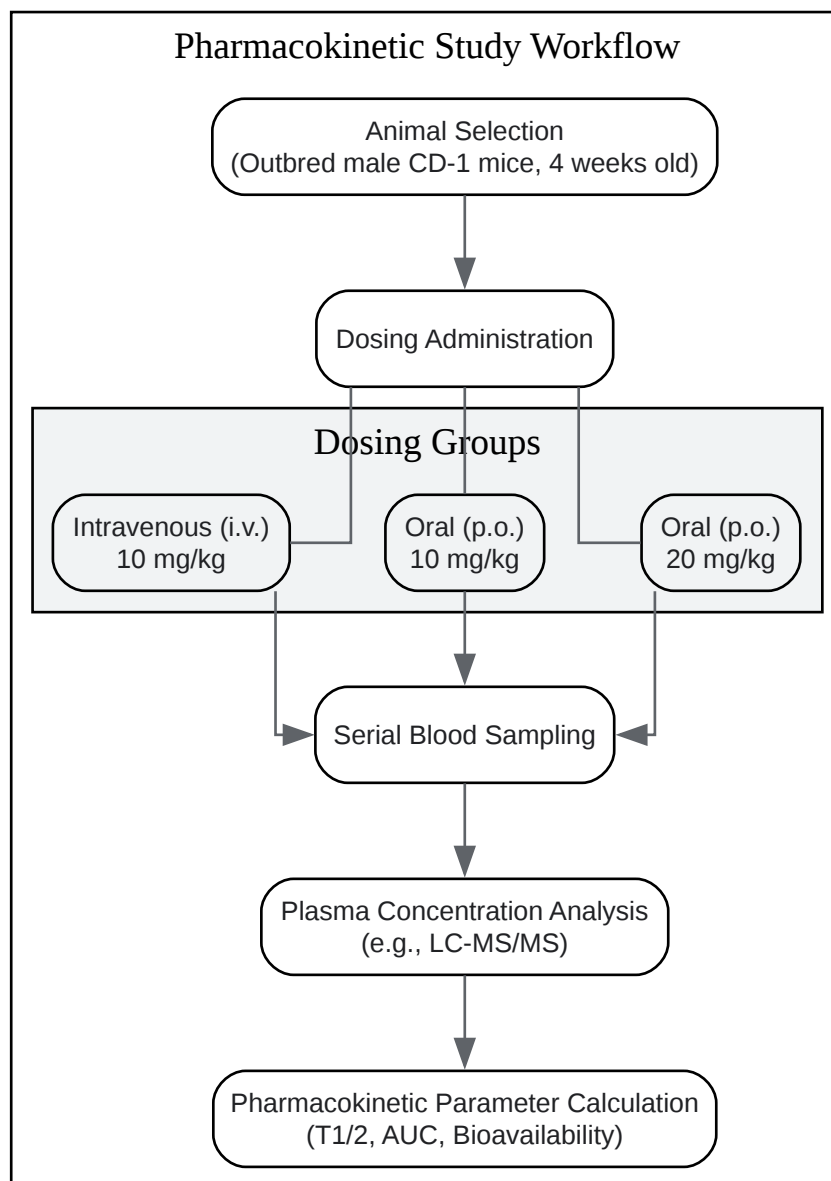 Pharmacokinetic Study Workflow
Animal Selection
(Outbred male CD-1 mice, 4 weeks old)
Dosing Administration
Dosing Groups
Intravenous (i.v.)
10 mg/kg
Oral (p.o.)
10 mg/kg
Oral (p.o.)
20 mg/kg
Serial Blood Sampling
Plasma Concentration Analysis
(e.g., LC-MS/MS)
Pharmacokinetic Parameter Calculation
(T1/2, AUC, Bioavailability)